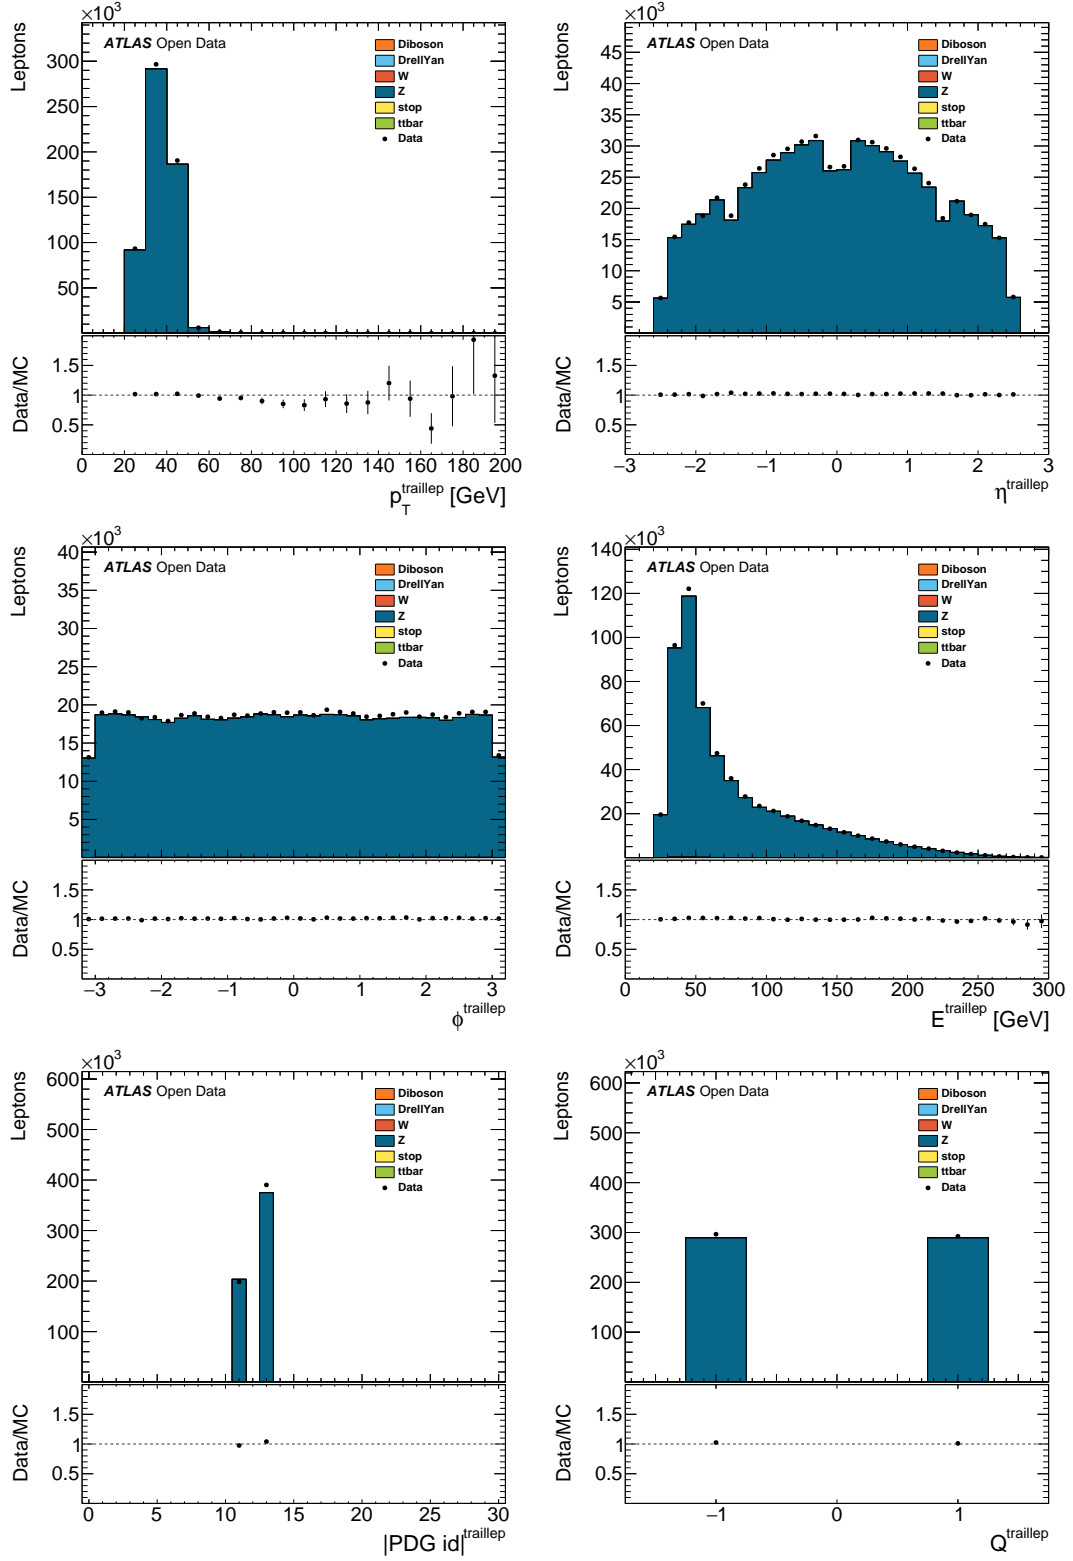 ×10³
Leptons
ATLAS Open Data
Diboson
DrellYan
W
Z
stop
ttbar
Data
300
250
200
150
100
50
Data/MC
1.5
1
0.5
0 20 40 60 80 100 120 140 160 180 200
p_T^traillep [GeV]
×10³
Leptons
ATLAS Open Data
Diboson
DrellYan
W
Z
stop
ttbar
Data
45
40
35
30
25
20
15
10
5
Data/MC
1.5
1
0.5
−3 −2 −1 0 1 2 3
η^traillep
×10³
Leptons
ATLAS Open Data
Diboson
DrellYan
W
Z
stop
ttbar
Data
40
35
30
25
20
15
10
5
Data/MC
1.5
1
0.5
−3 −2 −1 0 1 2 3
ϕ^traillep
×10³
Leptons
ATLAS Open Data
Diboson
DrellYan
W
Z
stop
ttbar
Data
140
120
100
80
60
40
20
Data/MC
1.5
1
0.5
0 50 100 150 200 250 300
E^traillep [GeV]
×10³
Leptons
ATLAS Open Data
Diboson
DrellYan
W
Z
stop
ttbar
Data
600
500
400
300
200
100
Data/MC
1.5
1
0.5
0 5 10 15 20 25 30
|PDG id|^traillep
×10³
Leptons
ATLAS Open Data
Diboson
DrellYan
W
Z
stop
ttbar
Data
600
500
400
300
200
100
Data/MC
1.5
1
0.5
−1 0 1
Q^traillep